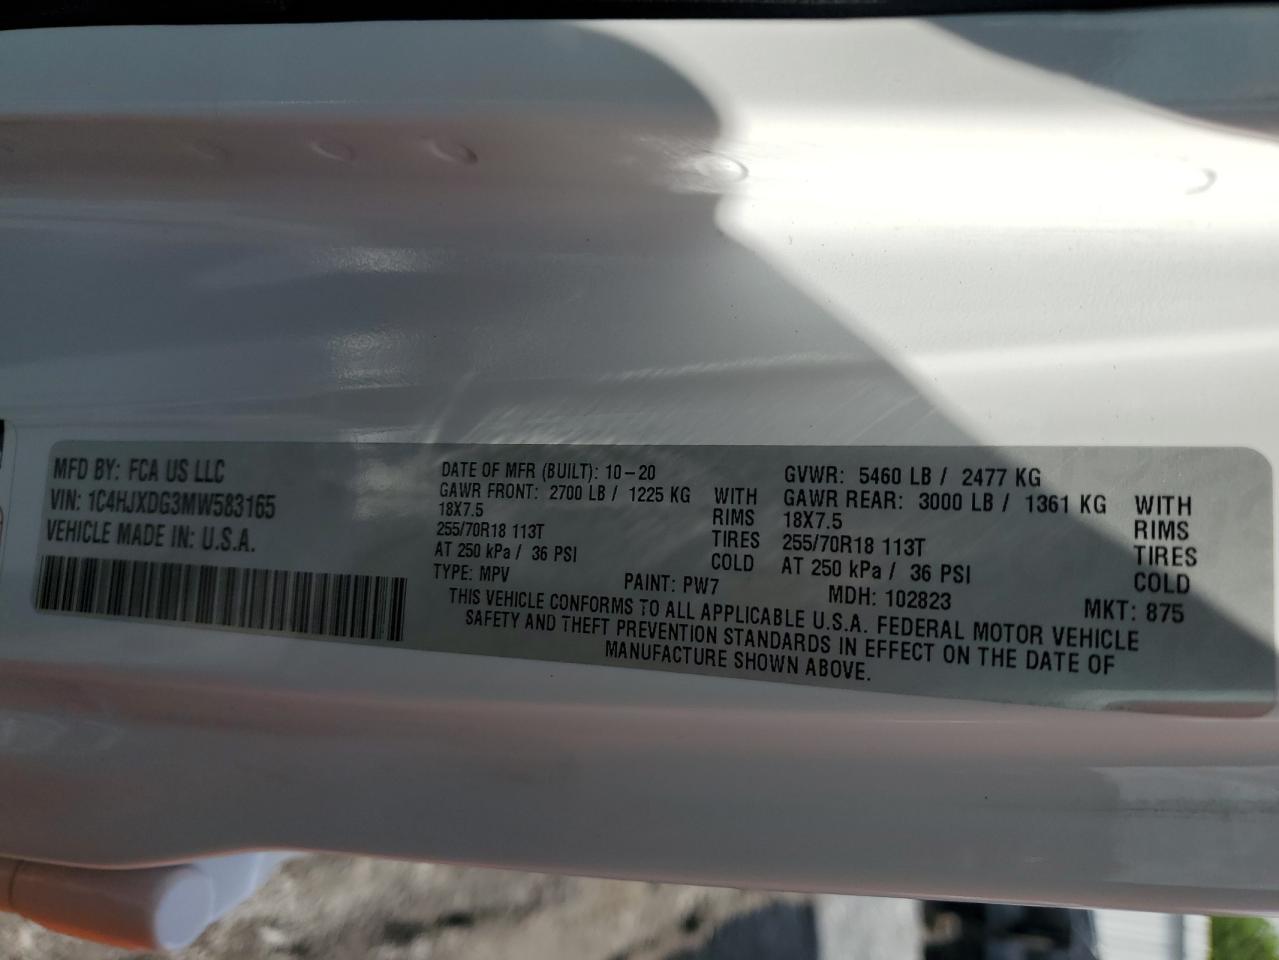 MFD BY: FCA US LLC
VIN: 1C4HJXDG3MW583165
VEHICLE MADE IN: U.S.A.
DATE OF MFR (BUILT): 10-20
GAWR FRONT: 2700 LB / 1225 KG WITH
18X7.5 RIMS
255/70R18 113T TIRES
AT 250 kPa / 36 PSI COLD
GVWR: 5460 LB / 2477 KG
GAWR REAR: 3000 LB / 1361 KG WITH
18X7.5 RIMS
255/70R18 113T TIRES
AT 250 kPa / 36 PSI COLD
TYPE: MPV PAINT: PW7 MDH: 102823 MKT: 875
THIS VEHICLE CONFORMS TO ALL APPLICABLE U.S.A. FEDERAL MOTOR VEHICLE
SAFETY AND THEFT PREVENTION STANDARDS IN EFFECT ON THE DATE OF
MANUFACTURE SHOWN ABOVE.